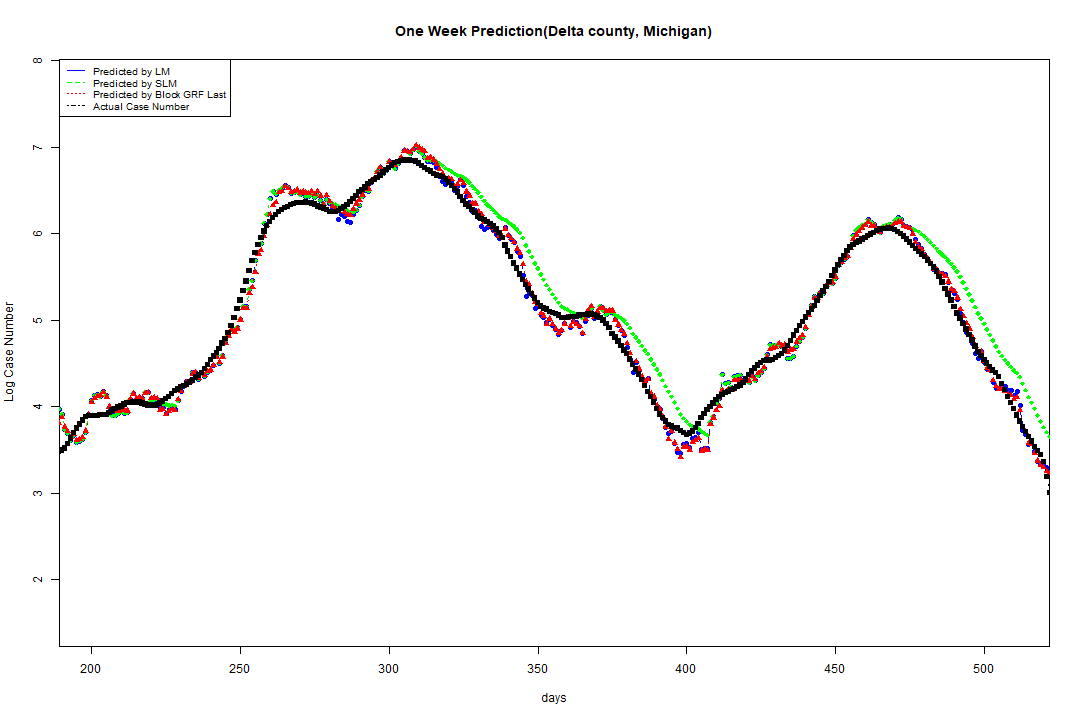 One Week Prediction(Delta county, Michigan)
Predicted by LM
Predicted by SLM
Predicted by Block GRF Last
Actual Case Number
8
7
6
5
4
3
2
Log Case Number
200 250 300 350 400 450 500
days